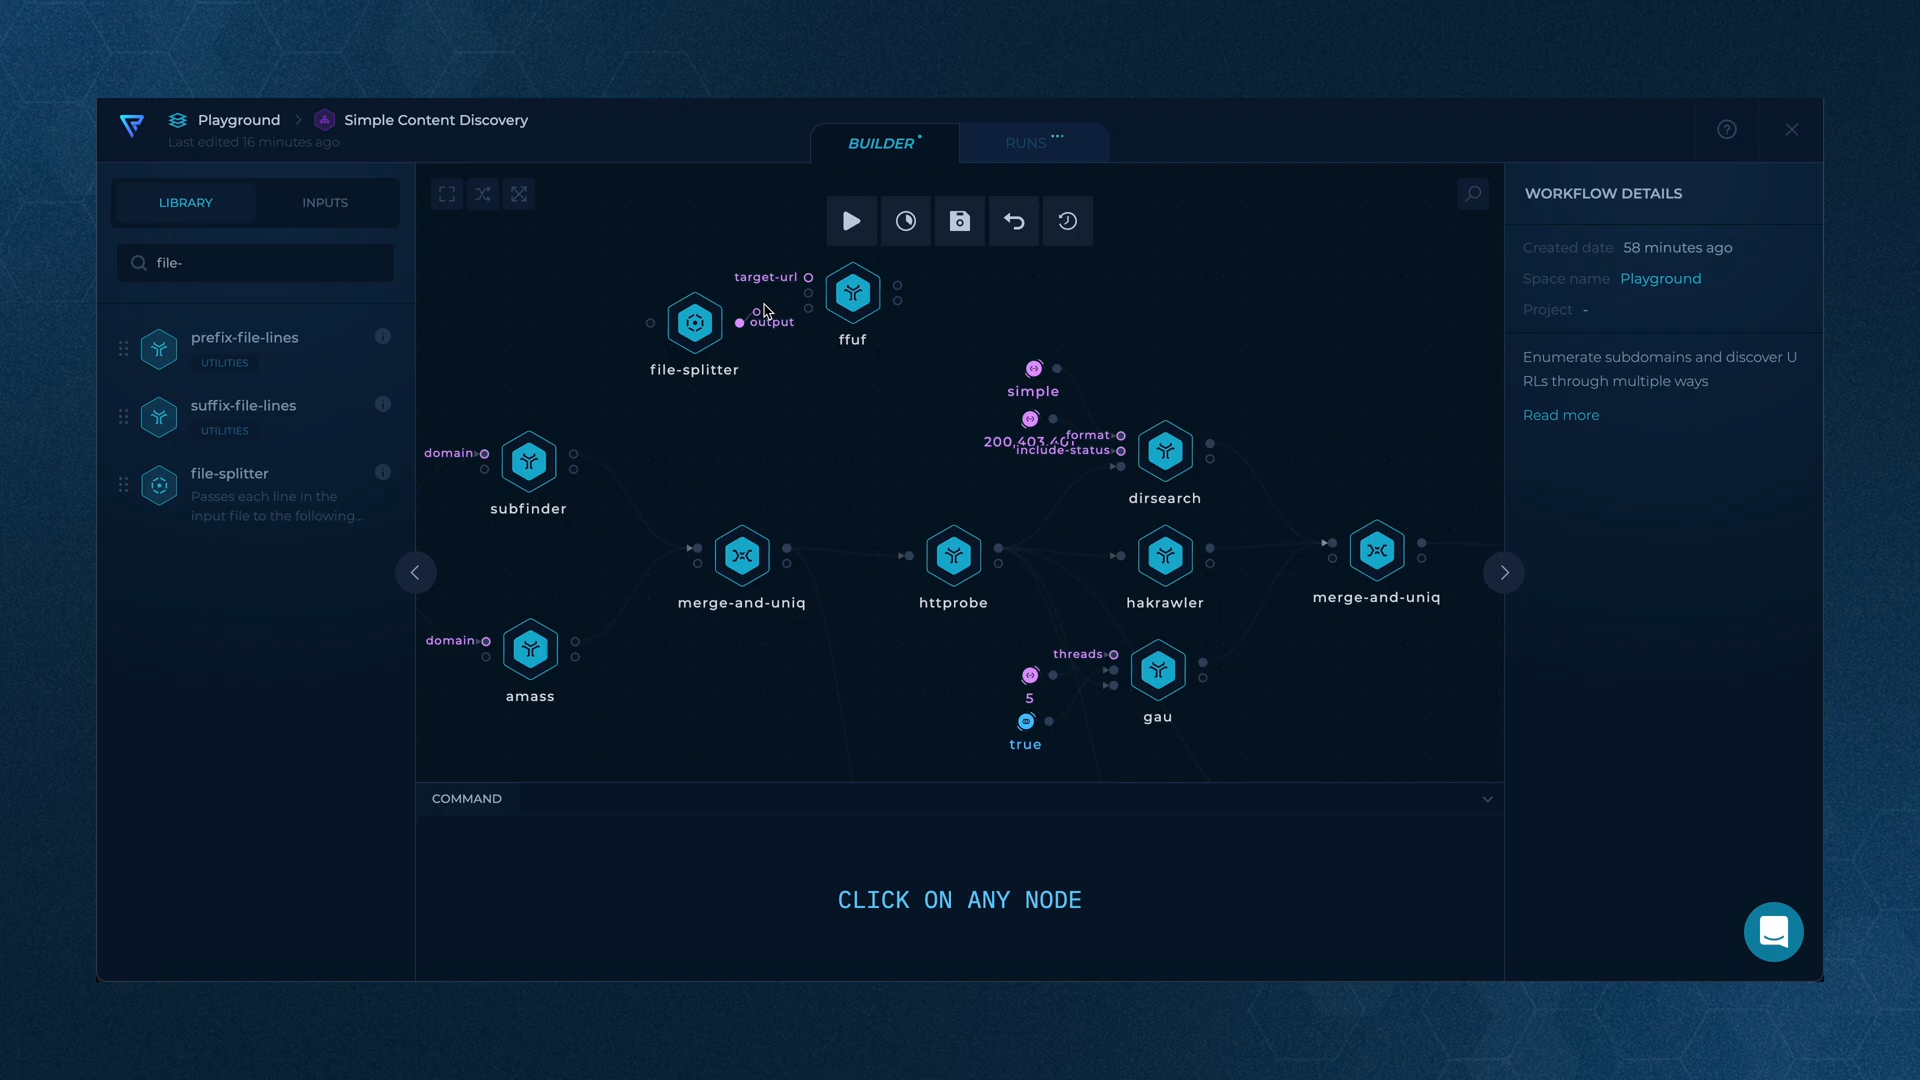 Playground
Simple Content Discovery
Last edited 16 minutes ago
BUILDER
RUNS
LIBRARY
INPUTS
file-
prefix-file-lines
UTILITIES
suffix-file-lines
UTILITIES
file-splitter
Passes each line in the
input file to the following...
target-url
output
ffuf
file-splitter
simple
200,403,401
format
include-status
dirsearch
domain
subfinder
merge-and-uniq
httprobe
hakrawler
merge-and-uniq
domain
amass
threads
5
gau
true
COMMAND
CLICK ON ANY NODE
WORKFLOW DETAILS
Created date 58 minutes ago
Space name Playground
Project -
Enumerate subdomains and discover U
RLs through multiple ways
Read more